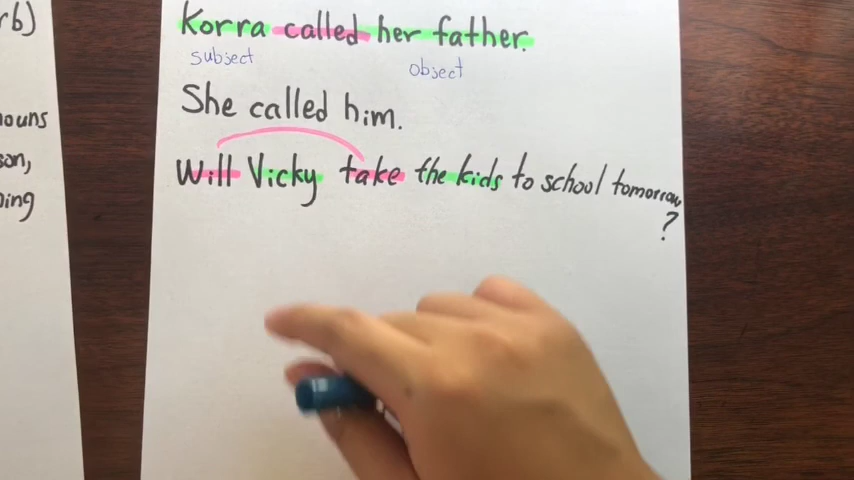 rb)
Korra called her father.
subject
object
She called him.
ouns
Will Vicky take the kids to school tomorrow
son,
?
ing